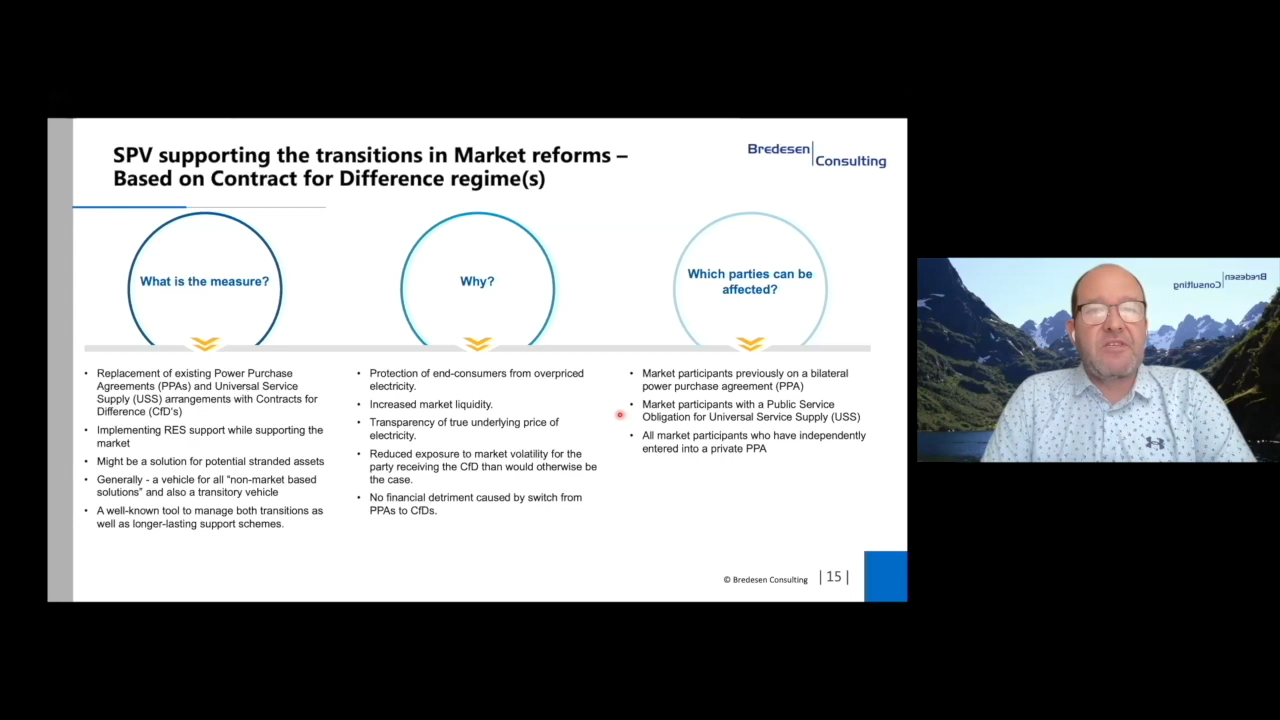 SPV supporting the transitions in Market reforms –
Based on Contract for Difference regime(s)
Bredesen
Consulting
What is the measure?
Why?
Which parties can be
affected?
• Replacement of existing Power Purchase
Agreements (PPAs) and Universal Service
Supply (USS) arrangements with Contracts for
Difference (CfD's)
• Implementing RES support while supporting the
market
• Might be a solution for potential stranded assets
• Generally - a vehicle for all "non-market based
solutions" and also a transitory vehicle
• A well-known tool to manage both transitions as
well as longer-lasting support schemes.
• Protection of end-consumers from overpriced
electricity.
• Increased market liquidity.
• Transparency of true underlying price of
electricity.
• Reduced exposure to market volatility for the
party receiving the CfD than would otherwise be
the case.
• No financial detriment caused by switch from
PPAs to CfDs.
• Market participants previously on a bilateral
power purchase agreement (PPA)
• Market participants with a Public Service
Obligation for Universal Service Supply (USS)
• All market participants who have independently
entered into a private PPA
© Bredesen Consulting
| 15 |
Bredesen
Consulting